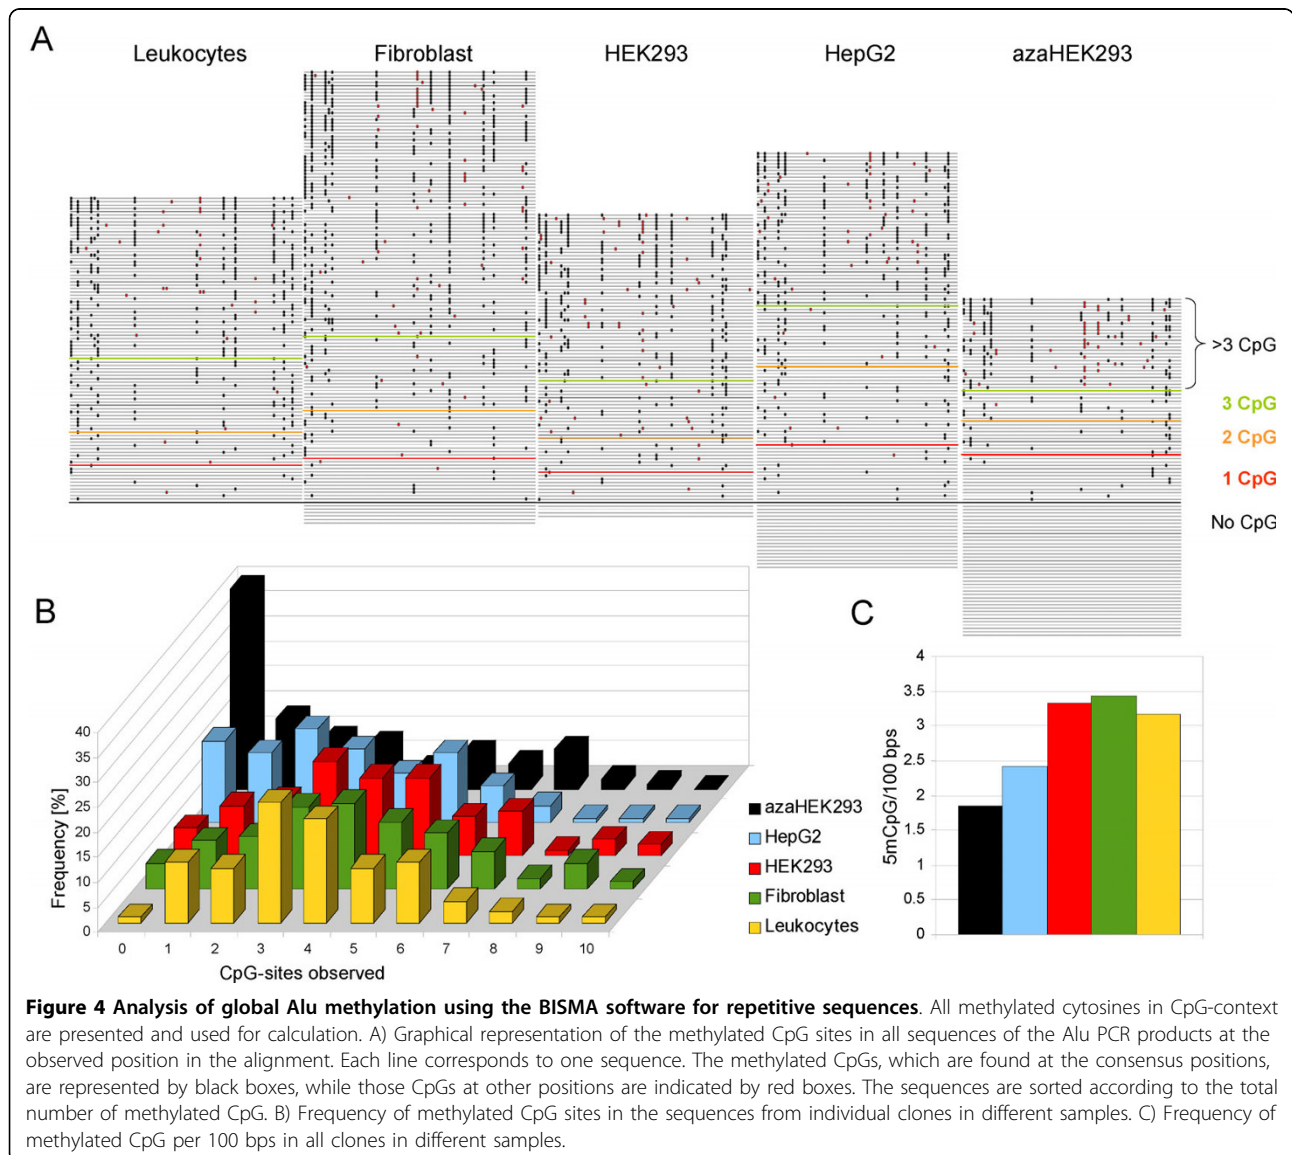 A
Leukocytes
Fibroblast
HEK293
HepG2
azaHEK293
>3 CpG
3 CpG
2 CpG
1 CpG
No CpG
B
40
35
30
25
20
15
10
5
0
Frequency [%]
0 1 2 3 4 5 6 7 8 9 10
CpG-sites observed
azaHEK293
HepG2
HEK293
Fibroblast
Leukocytes
C
4
3.5
3
2.5
2
1.5
1
0.5
0
5mCpG/100 bps
Figure 4 Analysis of global Alu methylation using the BISMA software for repetitive sequences. All methylated cytosines in CpG-context
are presented and used for calculation. A) Graphical representation of the methylated CpG sites in all sequences of the Alu PCR products at the
observed position in the alignment. Each line corresponds to one sequence. The methylated CpGs, which are found at the consensus positions,
are represented by black boxes, while those CpGs at other positions are indicated by red boxes. The sequences are sorted according to the total
number of methylated CpG. B) Frequency of methylated CpG sites in the sequences from individual clones in different samples. C) Frequency of
methylated CpG per 100 bps in all clones in different samples.